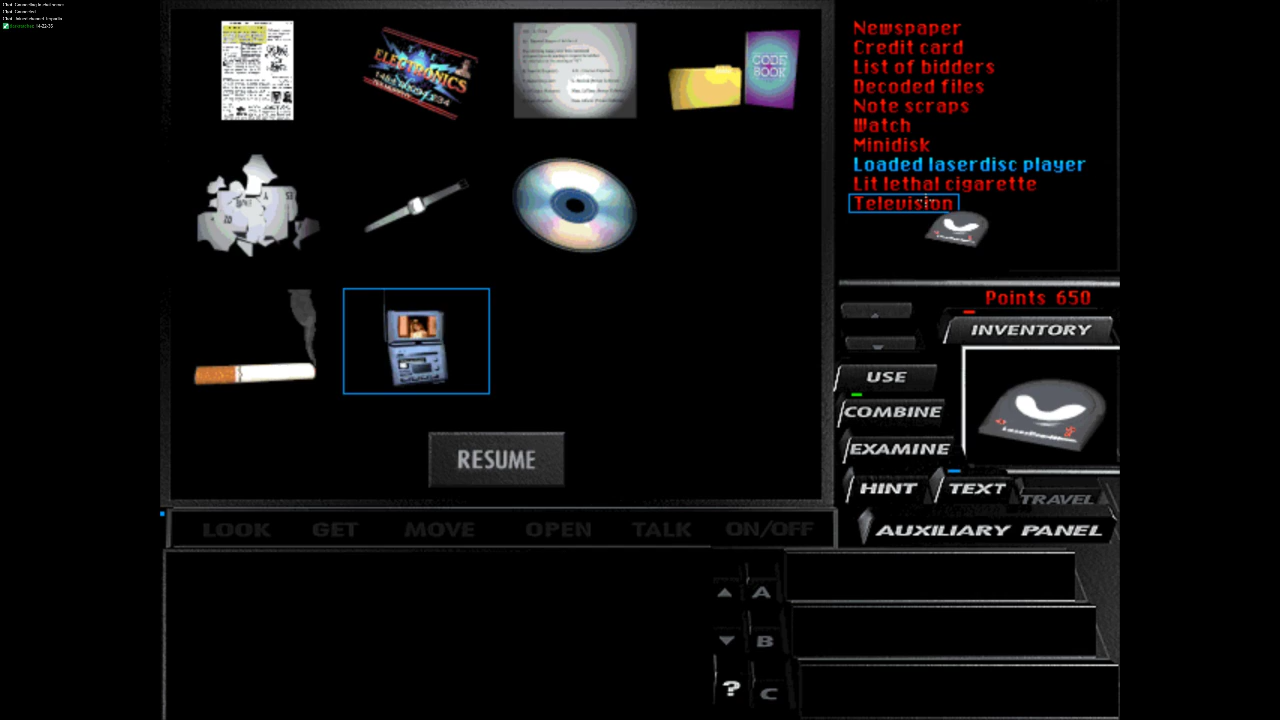 Chat: Connected
ELECTRONICS
CODE
BOOK
Newspaper
Credit card
List of bidders
Decoded files
Note scraps
Watch
Minidisk
Loaded laserdisc player
Lit lethal cigarette
Television
Points 650
INVENTORY
USE
COMBINE
EXAMINE
HINT
TEXT
TRAVEL
AUXILIARY PANEL
RESUME
LOOK
GET
MOVE
OPEN
TALK
ON/OFF
A
B
?
C